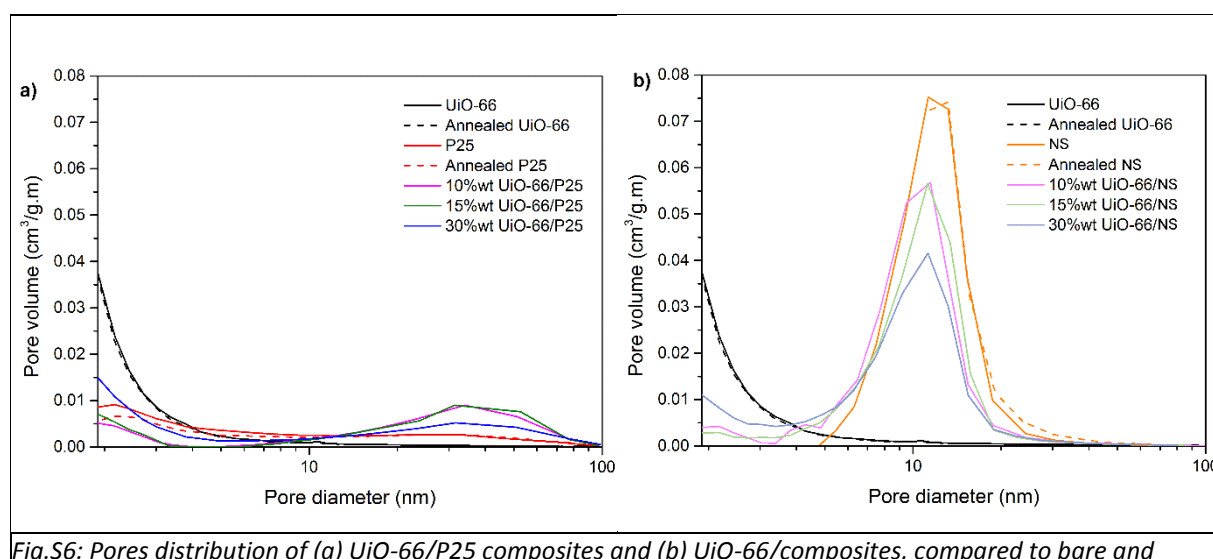 a)
0.08
0.07
0.06
0.05
0.04
0.03
0.02
0.01
0.00
Pore volume (cm³/g.m)
UiO-66
Annealed UiO-66
P25
Annealed P25
10%wt UiO-66/P25
15%wt UiO-66/P25
30%wt UiO-66/P25
10
100
Pore diameter (nm)
b)
0.08
0.07
0.06
0.05
0.04
0.03
0.02
0.01
0.00
Pore volume (cm³/g.m)
UiO-66
Annealed UiO-66
NS
Annealed NS
10%wt UiO-66/NS
15%wt UiO-66/NS
30%wt UiO-66/NS
10
100
Pore diameter (nm)
Fig.S6: Pores distribution of (a) UiO-66/P25 composites and (b) UiO-66/composites, compared to bare and